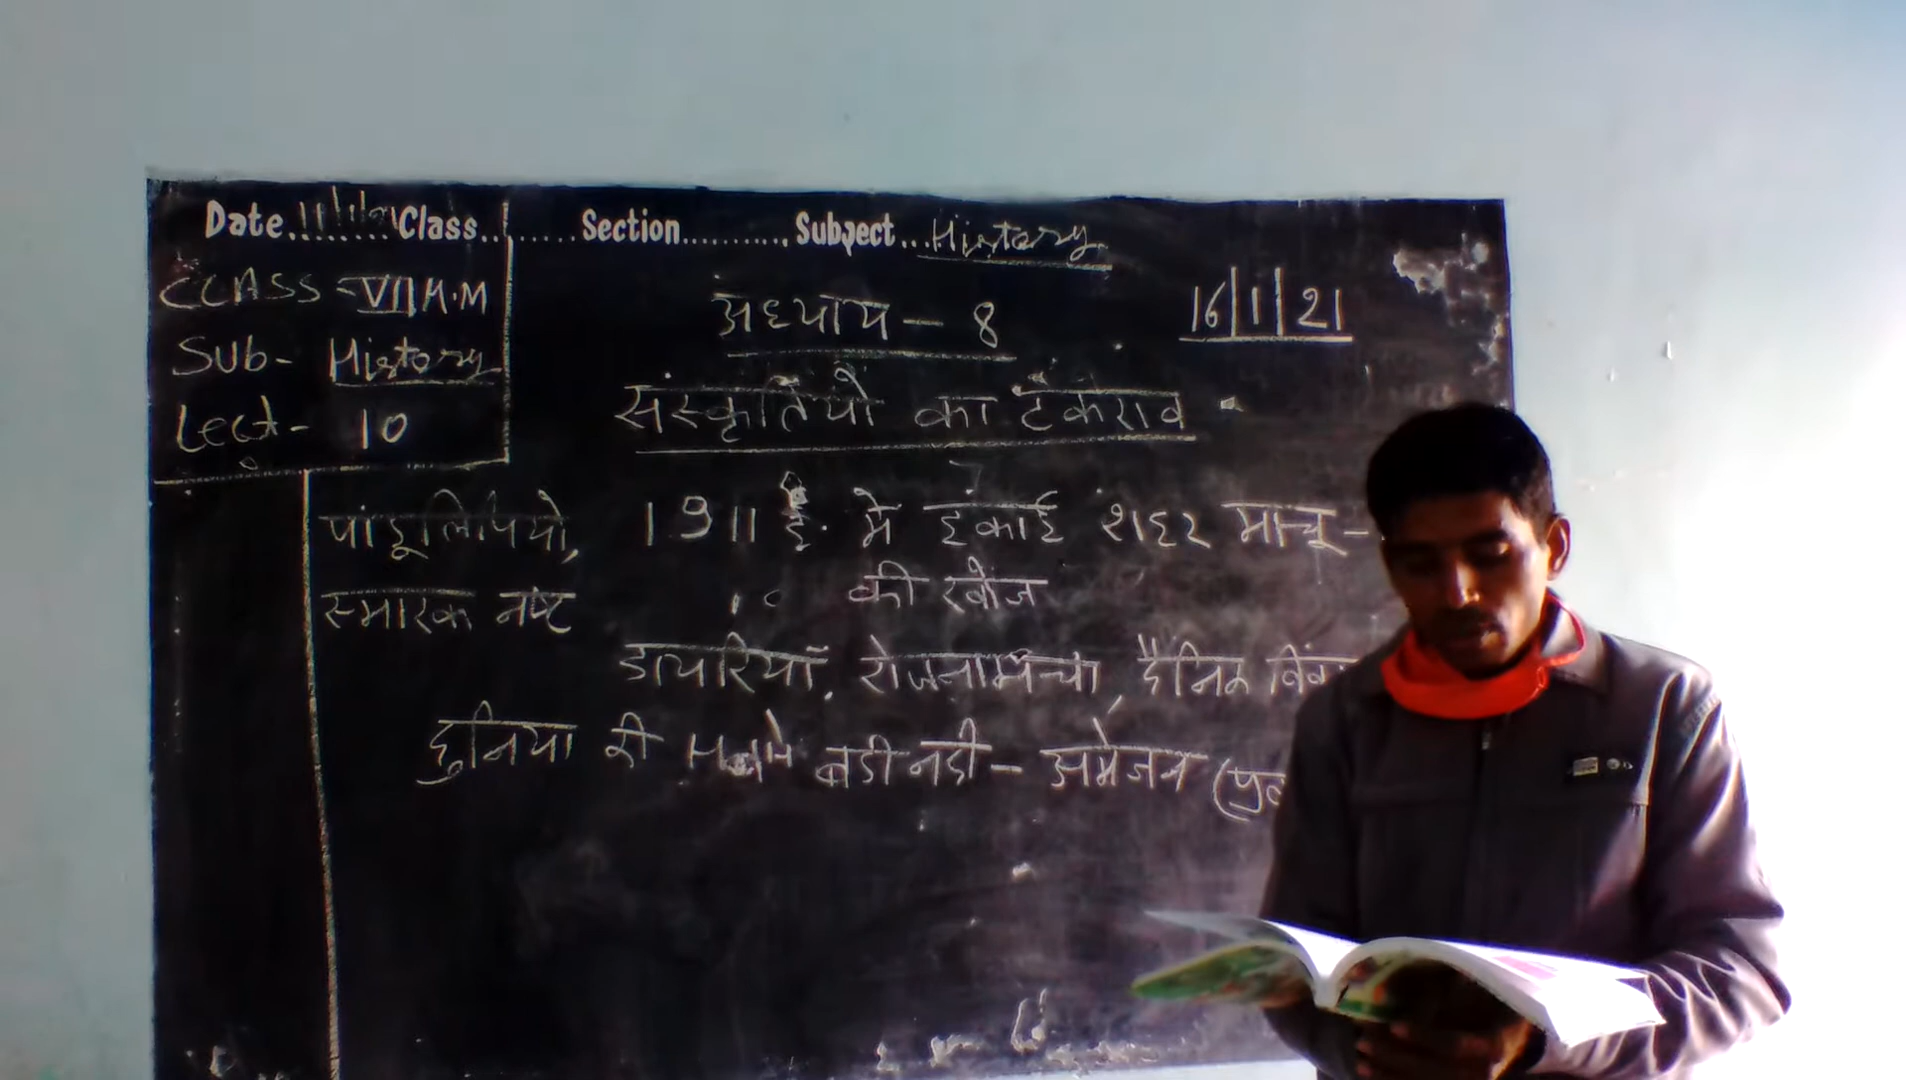 Date........Class.......Section..........Subject...History
CLASS - VII H.M
Sub- History
Lect- 10
अध्याय - 8
16/1/21
संस्कृतियों का टकराव
पांडुलिपियो,
स्मारक नष्ट
1911 ई. मे इंकाई शहर माचू-
की खोज
डायरियाँ, रोजनामचा, दैनिक
दुनिया की बडी नदी - अमेजन